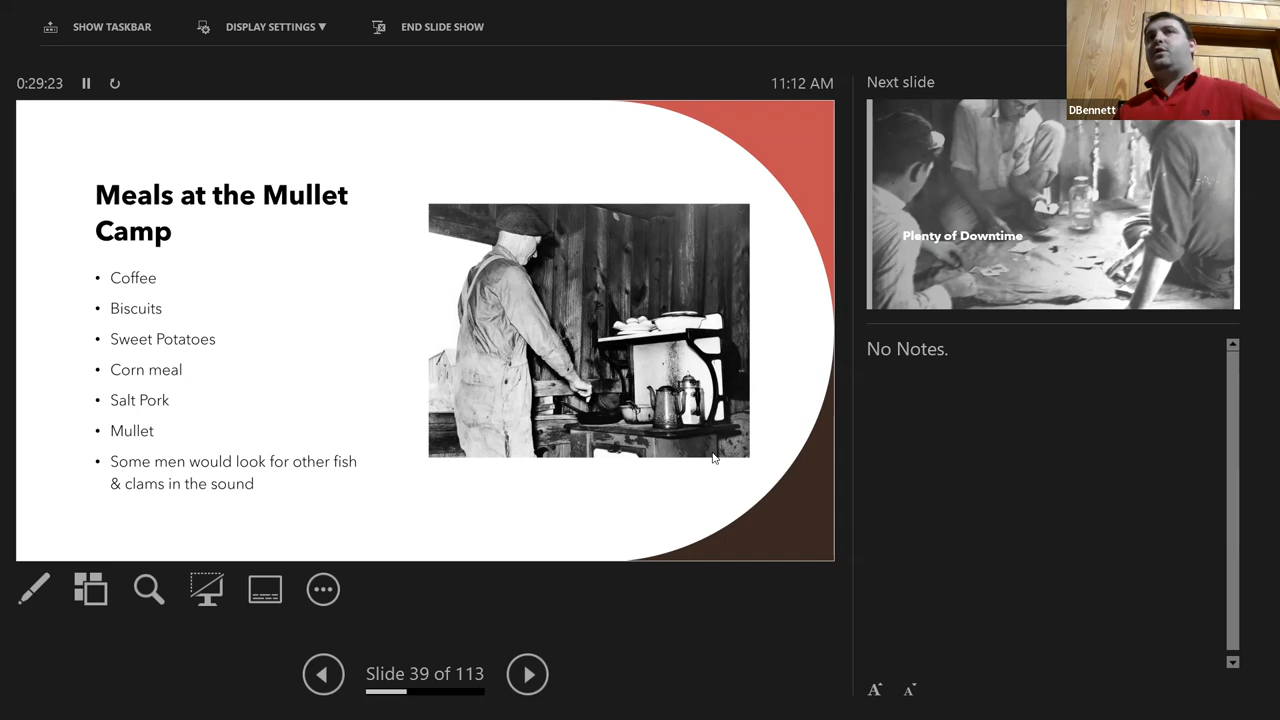 SHOW TASKBAR
DISPLAY SETTINGS ▼
END SLIDE SHOW
DBennett
0:29:23
11:12 AM
Next slide
Meals at the Mullet
Camp
• Coffee
• Biscuits
• Sweet Potatoes
• Corn meal
• Salt Pork
• Mullet
• Some men would look for other fish
& clams in the sound
Plenty of Downtime
No Notes.
Slide 39 of 113
A A